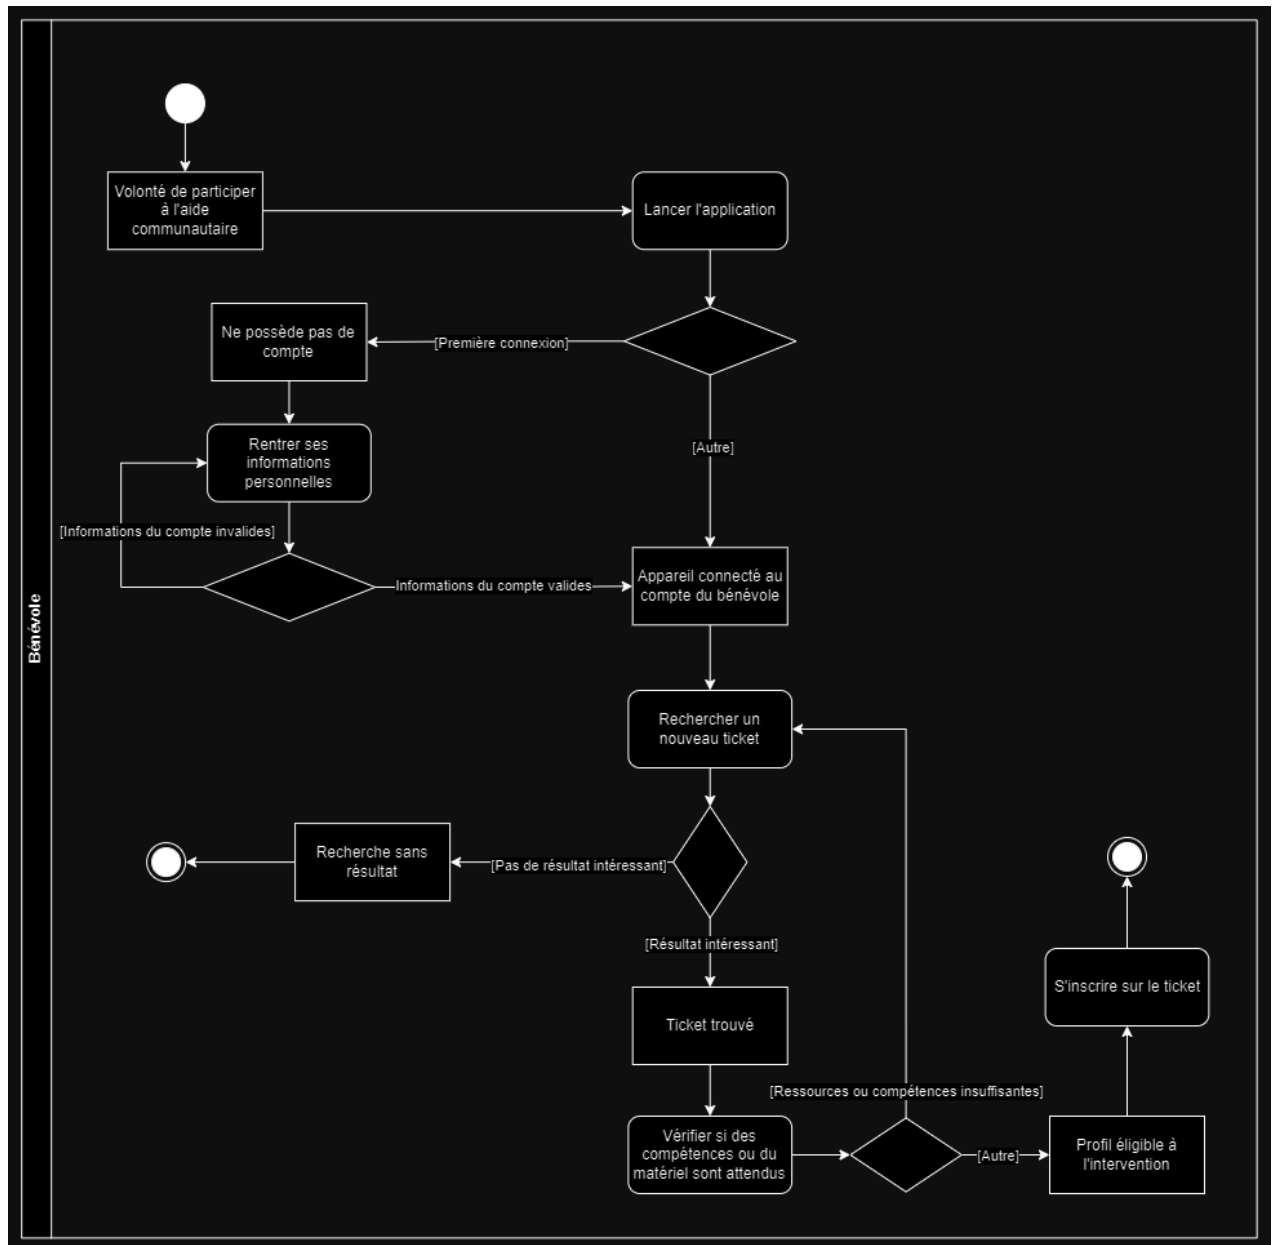 Bénévole
Volonté de participer
à l'aide
communautaire
Lancer l'application
Ne possède pas de
compte
[Première connexion]
Rentrer ses
informations
personnelles
[Autre]
[Informations du compte invalides]
Informations du compte valides
Appareil connecté au
compte du bénévole
Rechercher un
nouveau ticket
Recherche sans
résultat
[Pas de résultat intéressant]
[Résultat intéressant]
Ticket trouvé
S'inscrire sur le ticket
[Ressources ou compétences insuffisantes]
Vérifier si des
compétences ou du
matériel sont attendus
[Autre]
Profil éligible à
l'intervention